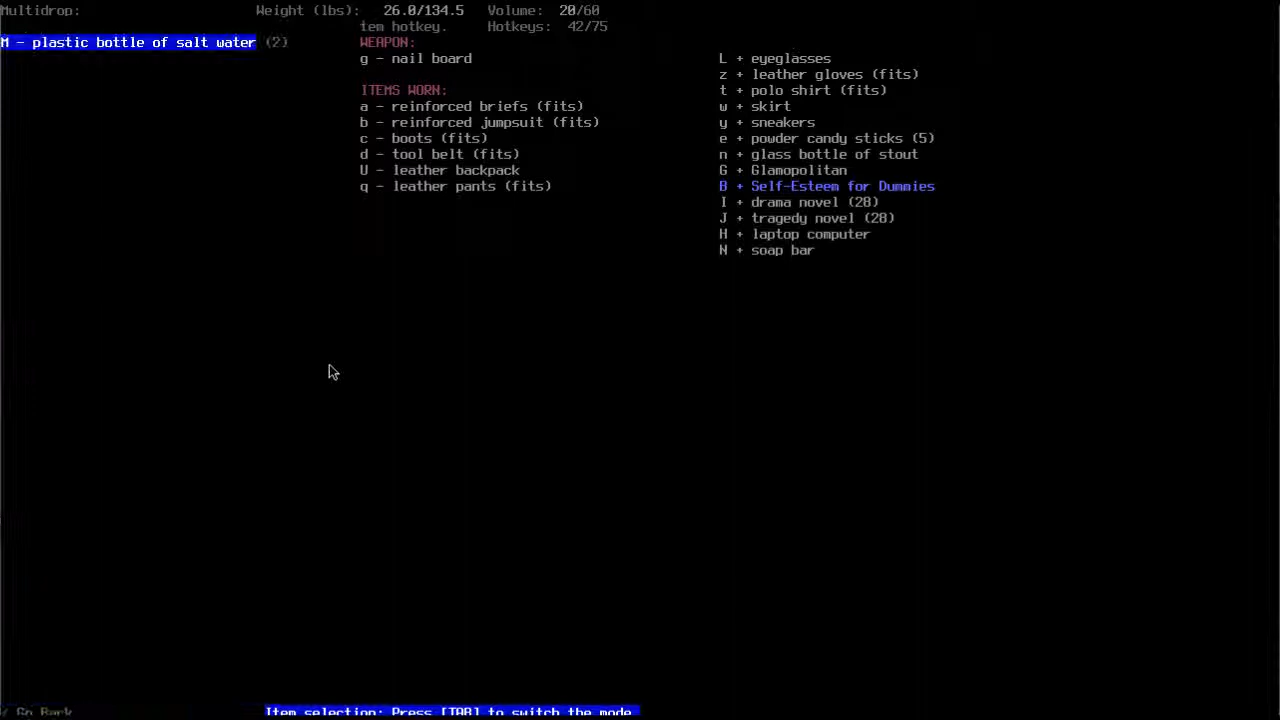 Multidrop: Weight (lbs): 26.0/134.5 Volume: 20/60
tem hotkey. Hotkeys: 42/75
M - plastic bottle of salt water (2)
WEAPON:
g - nail board
ITEMS WORN:
a - reinforced briefs (fits)
b - reinforced jumpsuit (fits)
c - boots (fits)
d - tool belt (fits)
U - leather backpack
q - leather pants (fits)
L + eyeglasses
z + leather gloves (fits)
t + polo shirt (fits)
w + skirt
y + sneakers
e + powder candy sticks (5)
n + glass bottle of stout
G + Glamopolitan
B + Self-Esteem for Dummies
I + drama novel (28)
J + tragedy novel (28)
H + laptop computer
N + soap bar
Go Back
Item selection: Press [TAB] to switch the mode